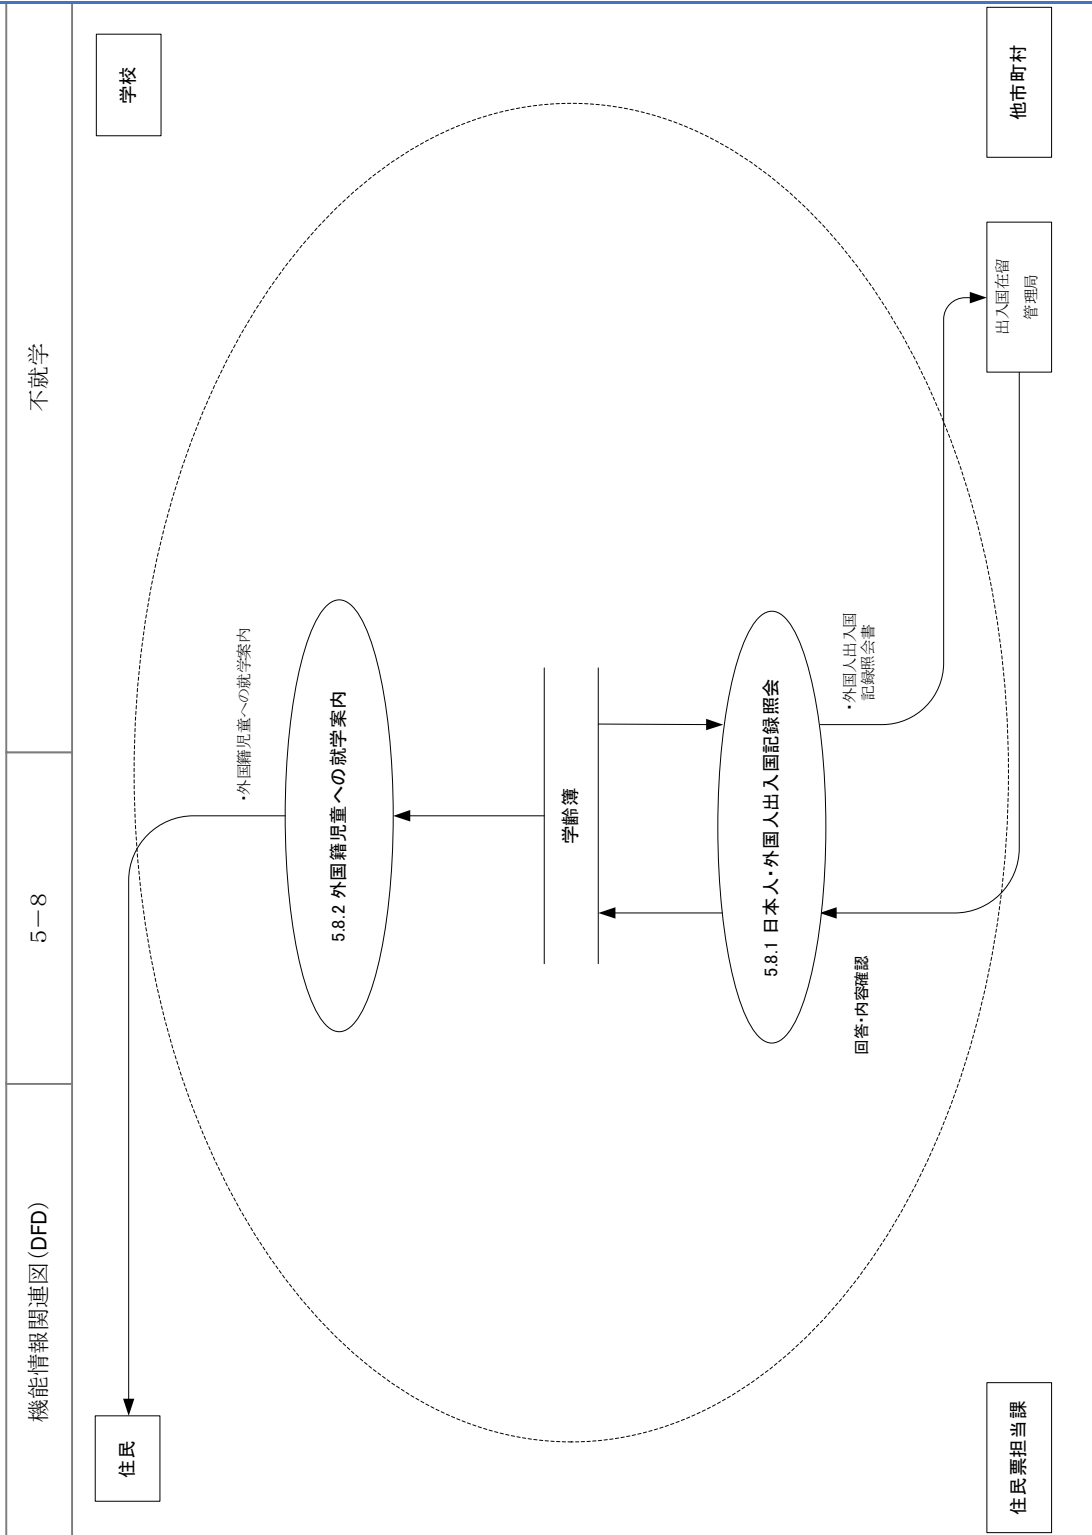 機能情報関連図(DFD)
5－8
不就学
住民
学校
・外国籍児童への就学案内
5.8.2 外国籍児童への就学案内
学齢簿
5.8.1 日本人・外国人出入国記録照会
・外国人出入国
記録照会書
回答・内容確認
出入国在留
管理局
住民票担当課
他市町村